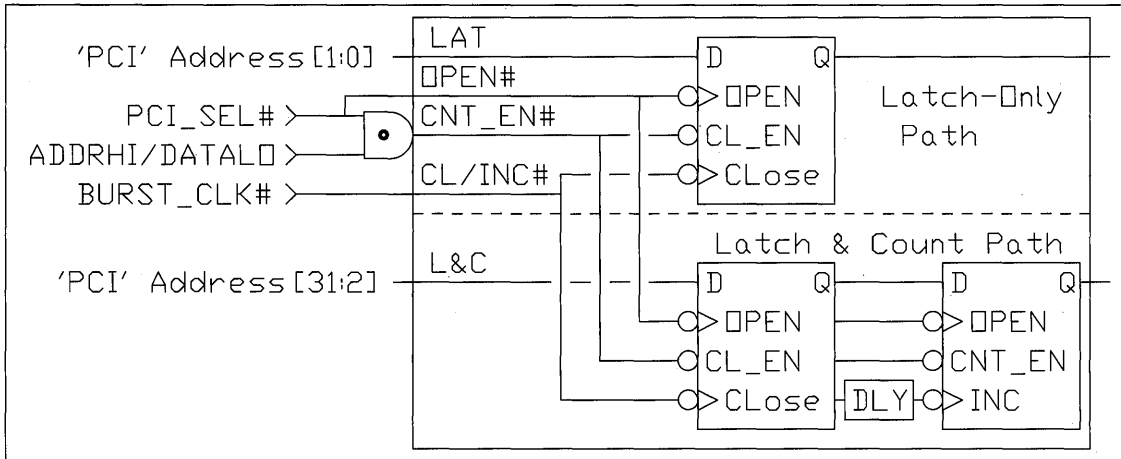 LAT
'PCI' Address[1:0]
D Q
OPEN#
OPEN
Latch-Only
PCI_SEL#
CNT_EN#
CL_EN
Path
ADDRHI/DATALO
CL/INC#
CLose
BURST_CLK#
Latch & Count Path
L&C
'PCI' Address[31:2]
D Q D Q
OPEN OPEN
CL_EN CNT_EN
CLose DLY INC